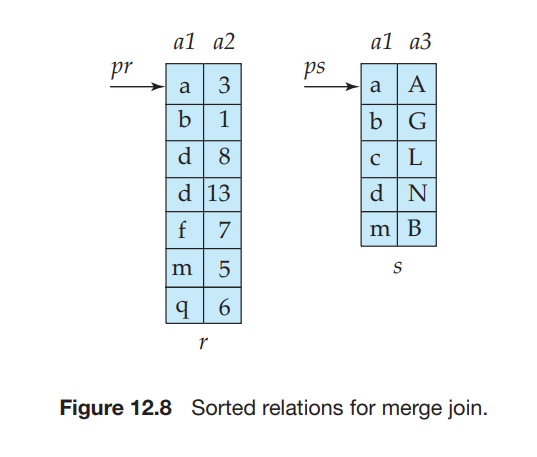 a1 a2
a1 a3
pr
ps
a 3
b 1
d 8
d 13
f 7
m 5
q 6
r
a A
b G
c L
d N
m B
s
Figure 12.8 Sorted relations for merge join.